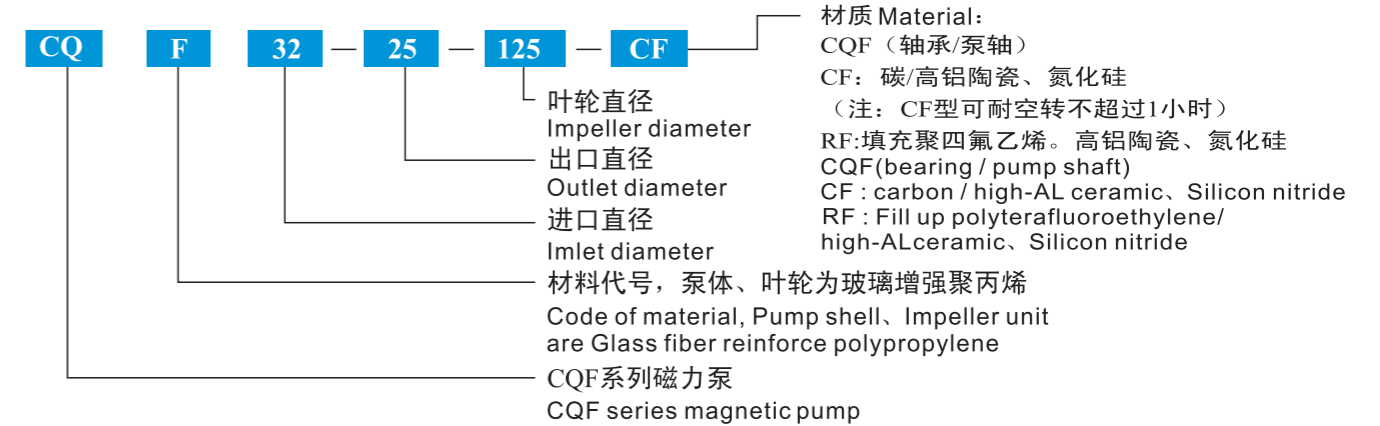 CQ F 32 — 25 — 125 — CF
材质 Material：
CQF（轴承/泵轴）
CF：碳/高铝陶瓷、氮化硅
（注：CF型可耐空转不超过1小时）
RF:填充聚四氟乙烯。高铝陶瓷、氮化硅
CQF(bearing / pump shaft)
CF : carbon / high-AL ceramic、Silicon nitride
RF : Fill up polyterafluoroethylene/
high-ALceramic、Silicon nitride
叶轮直径
Impeller diameter
出口直径
Outlet diameter
进口直径
Imlet diameter
材料代号，泵体、叶轮为玻璃增强聚丙烯
Code of material, Pump shell、Impeller unit
are Glass fiber reinforce polypropylene
CQF系列磁力泵
CQF series magnetic pump